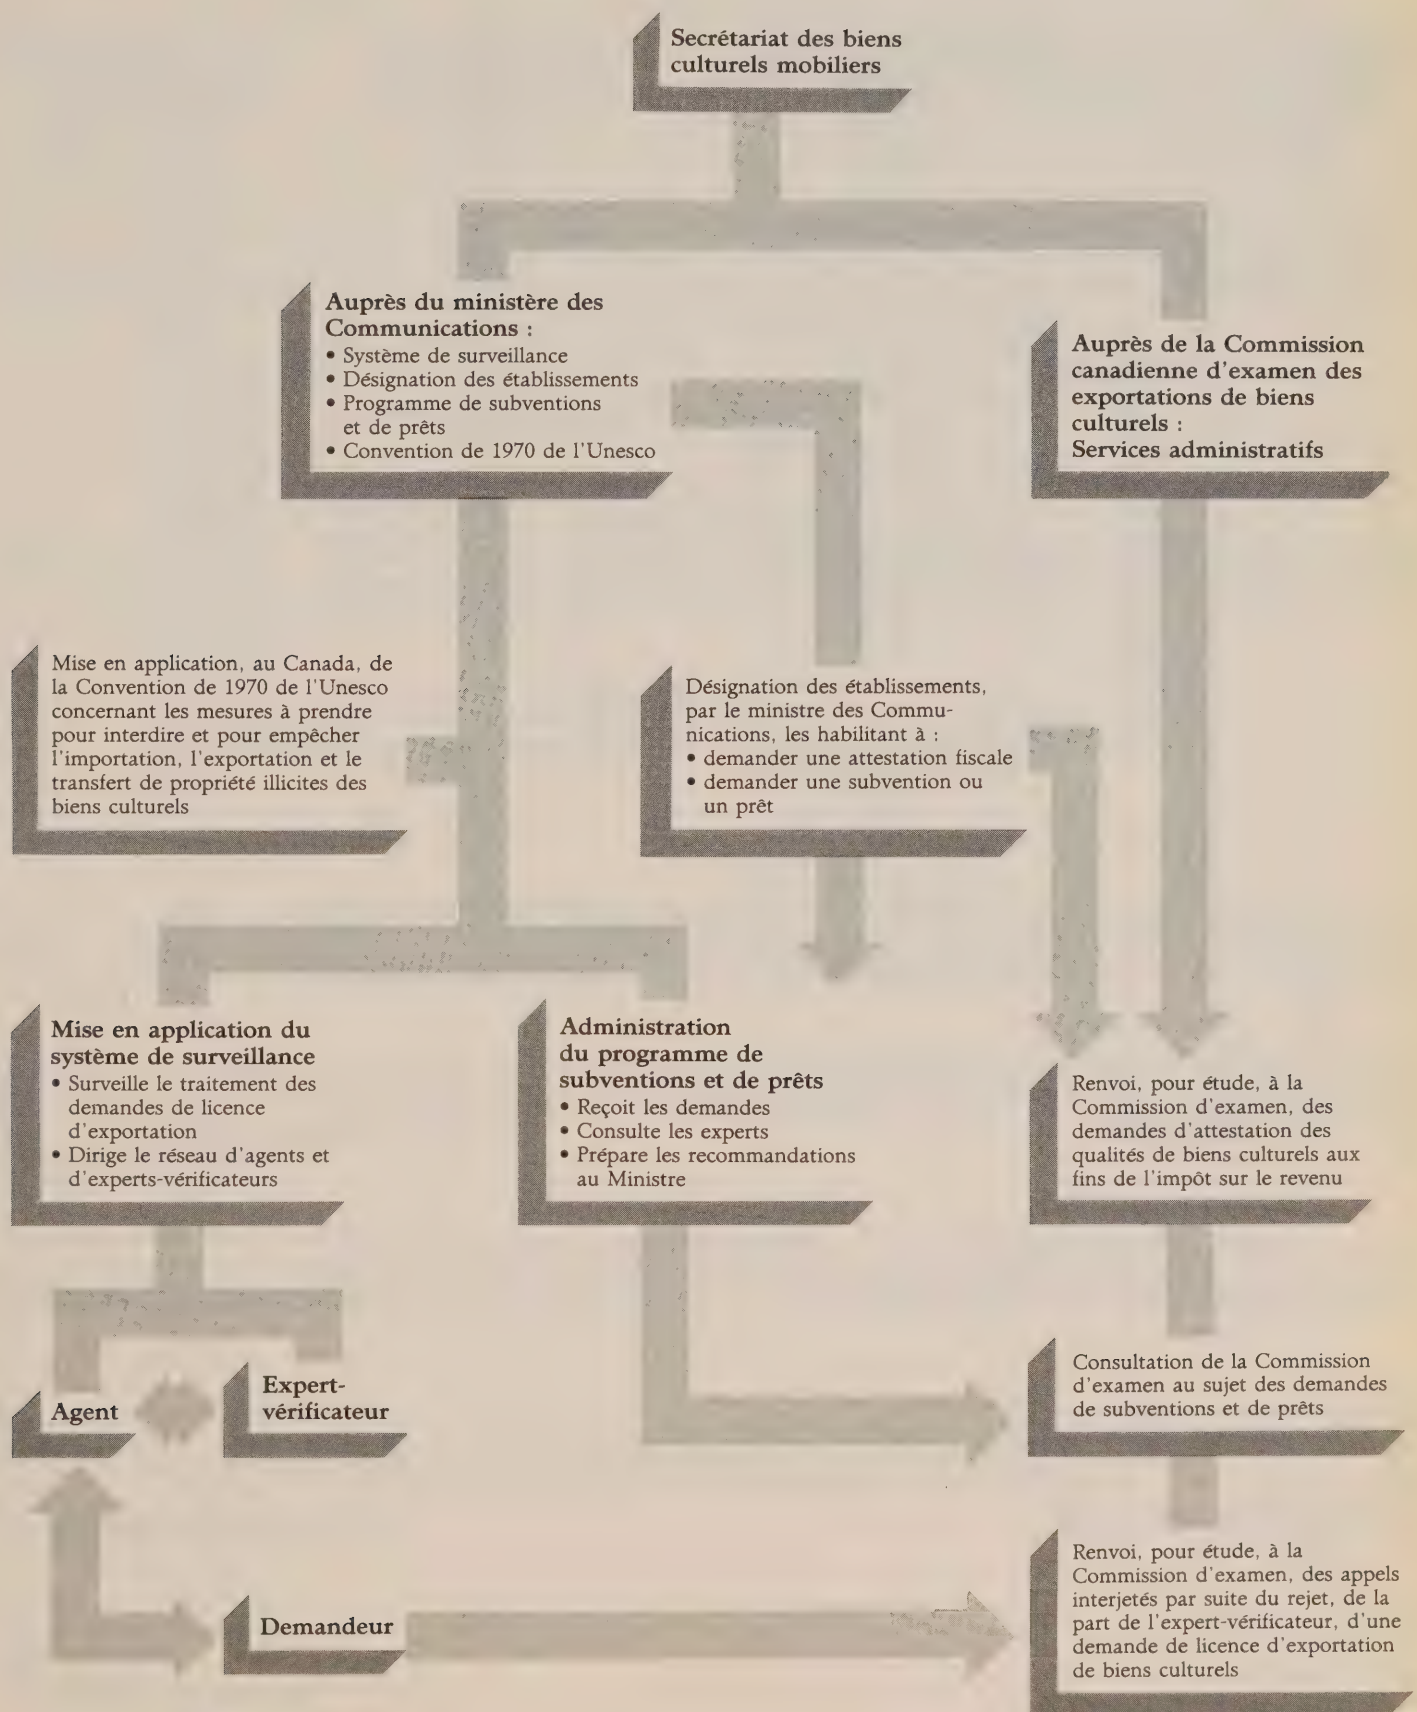 Secrétariat des biens
culturels mobiliers
Auprès du ministère des
Communications :
• Système de surveillance
• Désignation des établissements
• Programme de subventions
et de prêts
• Convention de 1970 de l'Unesco
Auprès de la Commission
canadienne d'examen des
exportations de biens
culturels :
Services administratifs
Mise en application, au Canada, de
la Convention de 1970 de l'Unesco
concernant les mesures à prendre
pour interdire et pour empêcher
l'importation, l'exportation et le
transfert de propriété illicites des
biens culturels
Désignation des établissements,
par le ministre des Commu-
nications, les habilitant à :
• demander une attestation fiscale
• demander une subvention ou
un prêt
Mise en application du
système de surveillance
• Surveille le traitement des
demandes de licence
d'exportation
• Dirige le réseau d'agents et
d'experts-vérificateurs
Administration
du programme de
subventions et de prêts
• Reçoit les demandes
• Consulte les experts
• Prépare les recommandations
au Ministre
Renvoi, pour étude, à la
Commission d'examen, des
demandes d'attestation des
qualités de biens culturels aux
fins de l'impôt sur le revenu
Agent
Expert-
vérificateur
Consultation de la Commission
d'examen au sujet des demandes
de subventions et de prêts
Demandeur
Renvoi, pour étude, à la
Commission d'examen, des appels
interjetés par suite du rejet, de la
part de l'expert-vérificateur, d'une
demande de licence d'exportation
de biens culturels